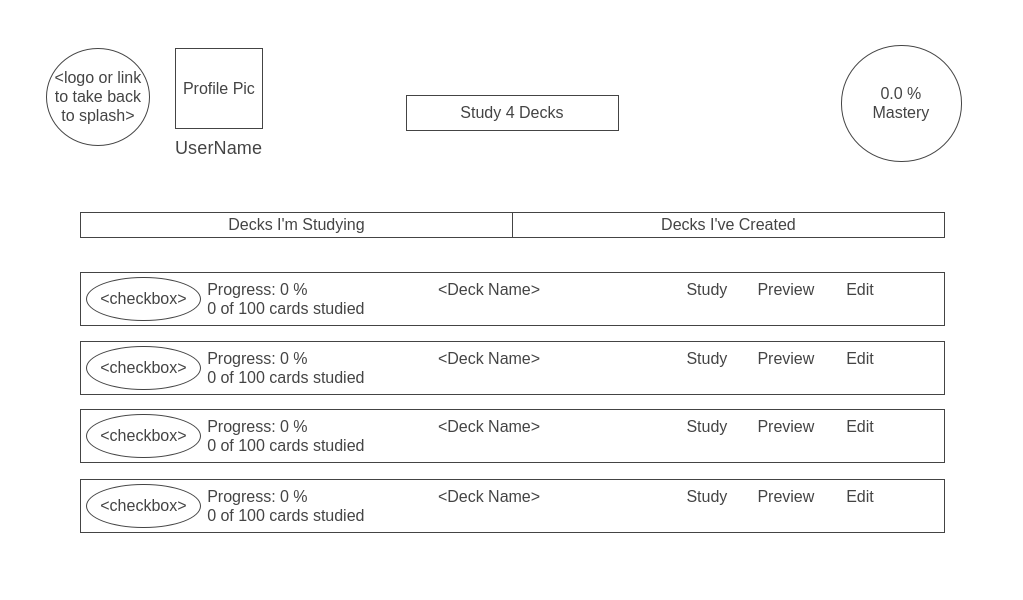 <logo or link
to take back
to splash>
Profile Pic
UserName
Study 4 Decks
0.0 %
Mastery
Decks I'm Studying
Decks I've Created
<checkbox>
Progress: 0 %
0 of 100 cards studied
<Deck Name>
Study
Preview
Edit
<checkbox>
Progress: 0 %
0 of 100 cards studied
<Deck Name>
Study
Preview
Edit
<checkbox>
Progress: 0 %
0 of 100 cards studied
<Deck Name>
Study
Preview
Edit
<checkbox>
Progress: 0 %
0 of 100 cards studied
<Deck Name>
Study
Preview
Edit